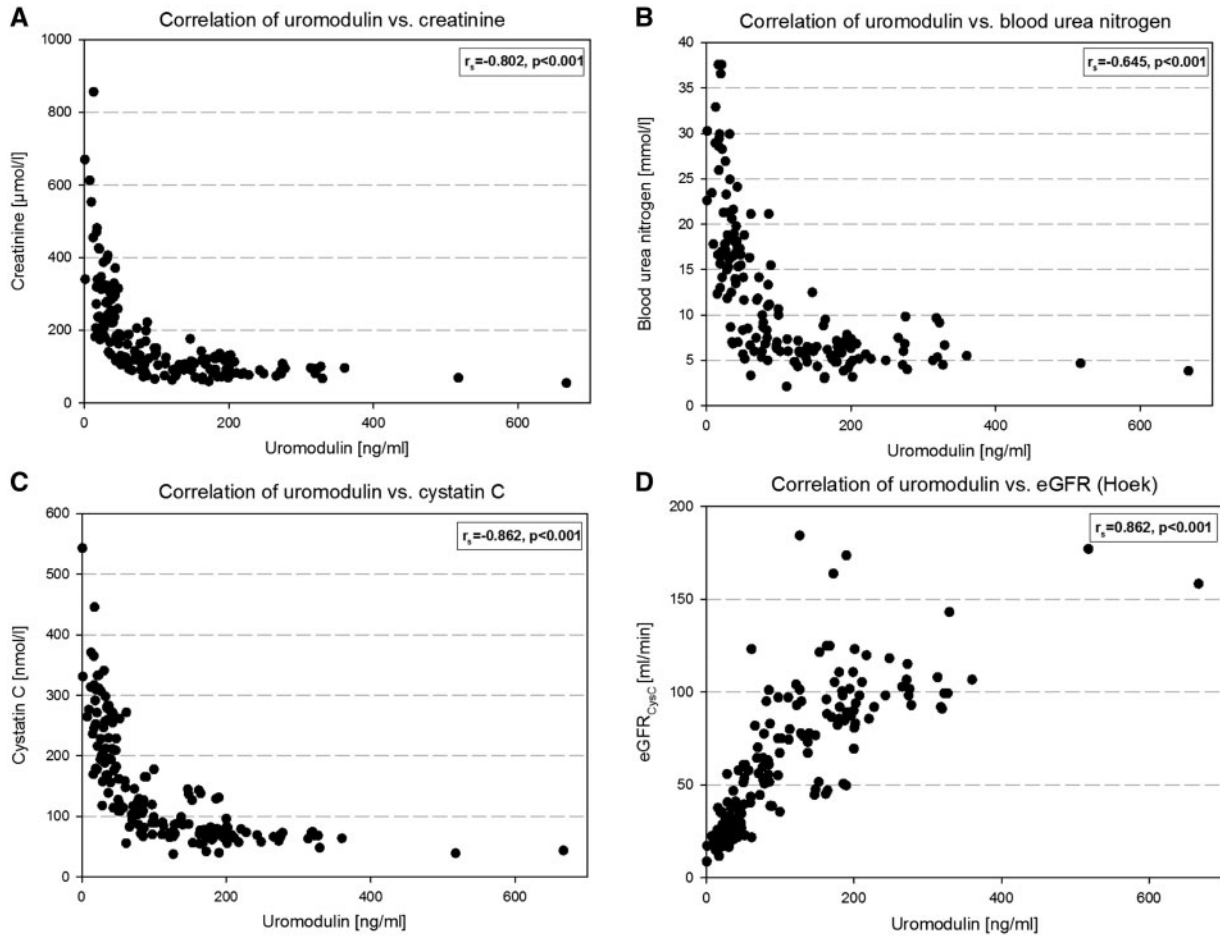 A
Correlation of uromodulin vs. creatinine
1000
800
600
400
200
0
Creatinine [µmol/l]
rs=-0.802, p<0.001
0 200 400 600
Uromodulin [ng/ml]
B
Correlation of uromodulin vs. blood urea nitrogen
40
35
30
25
20
15
10
5
0
Blood urea nitrogen [mmol/l]
rs=-0.645, p<0.001
0 200 400 600
Uromodulin [ng/ml]
C
Correlation of uromodulin vs. cystatin C
600
500
400
300
200
100
0
Cystatin C [nmol/l]
rs=-0.862, p<0.001
0 200 400 600
Uromodulin [ng/ml]
D
Correlation of uromodulin vs. eGFR (Hoek)
200
150
100
50
0
eGFRCysC [ml/min]
rs=0.862, p<0.001
0 200 400 600
Uromodulin [ng/ml]